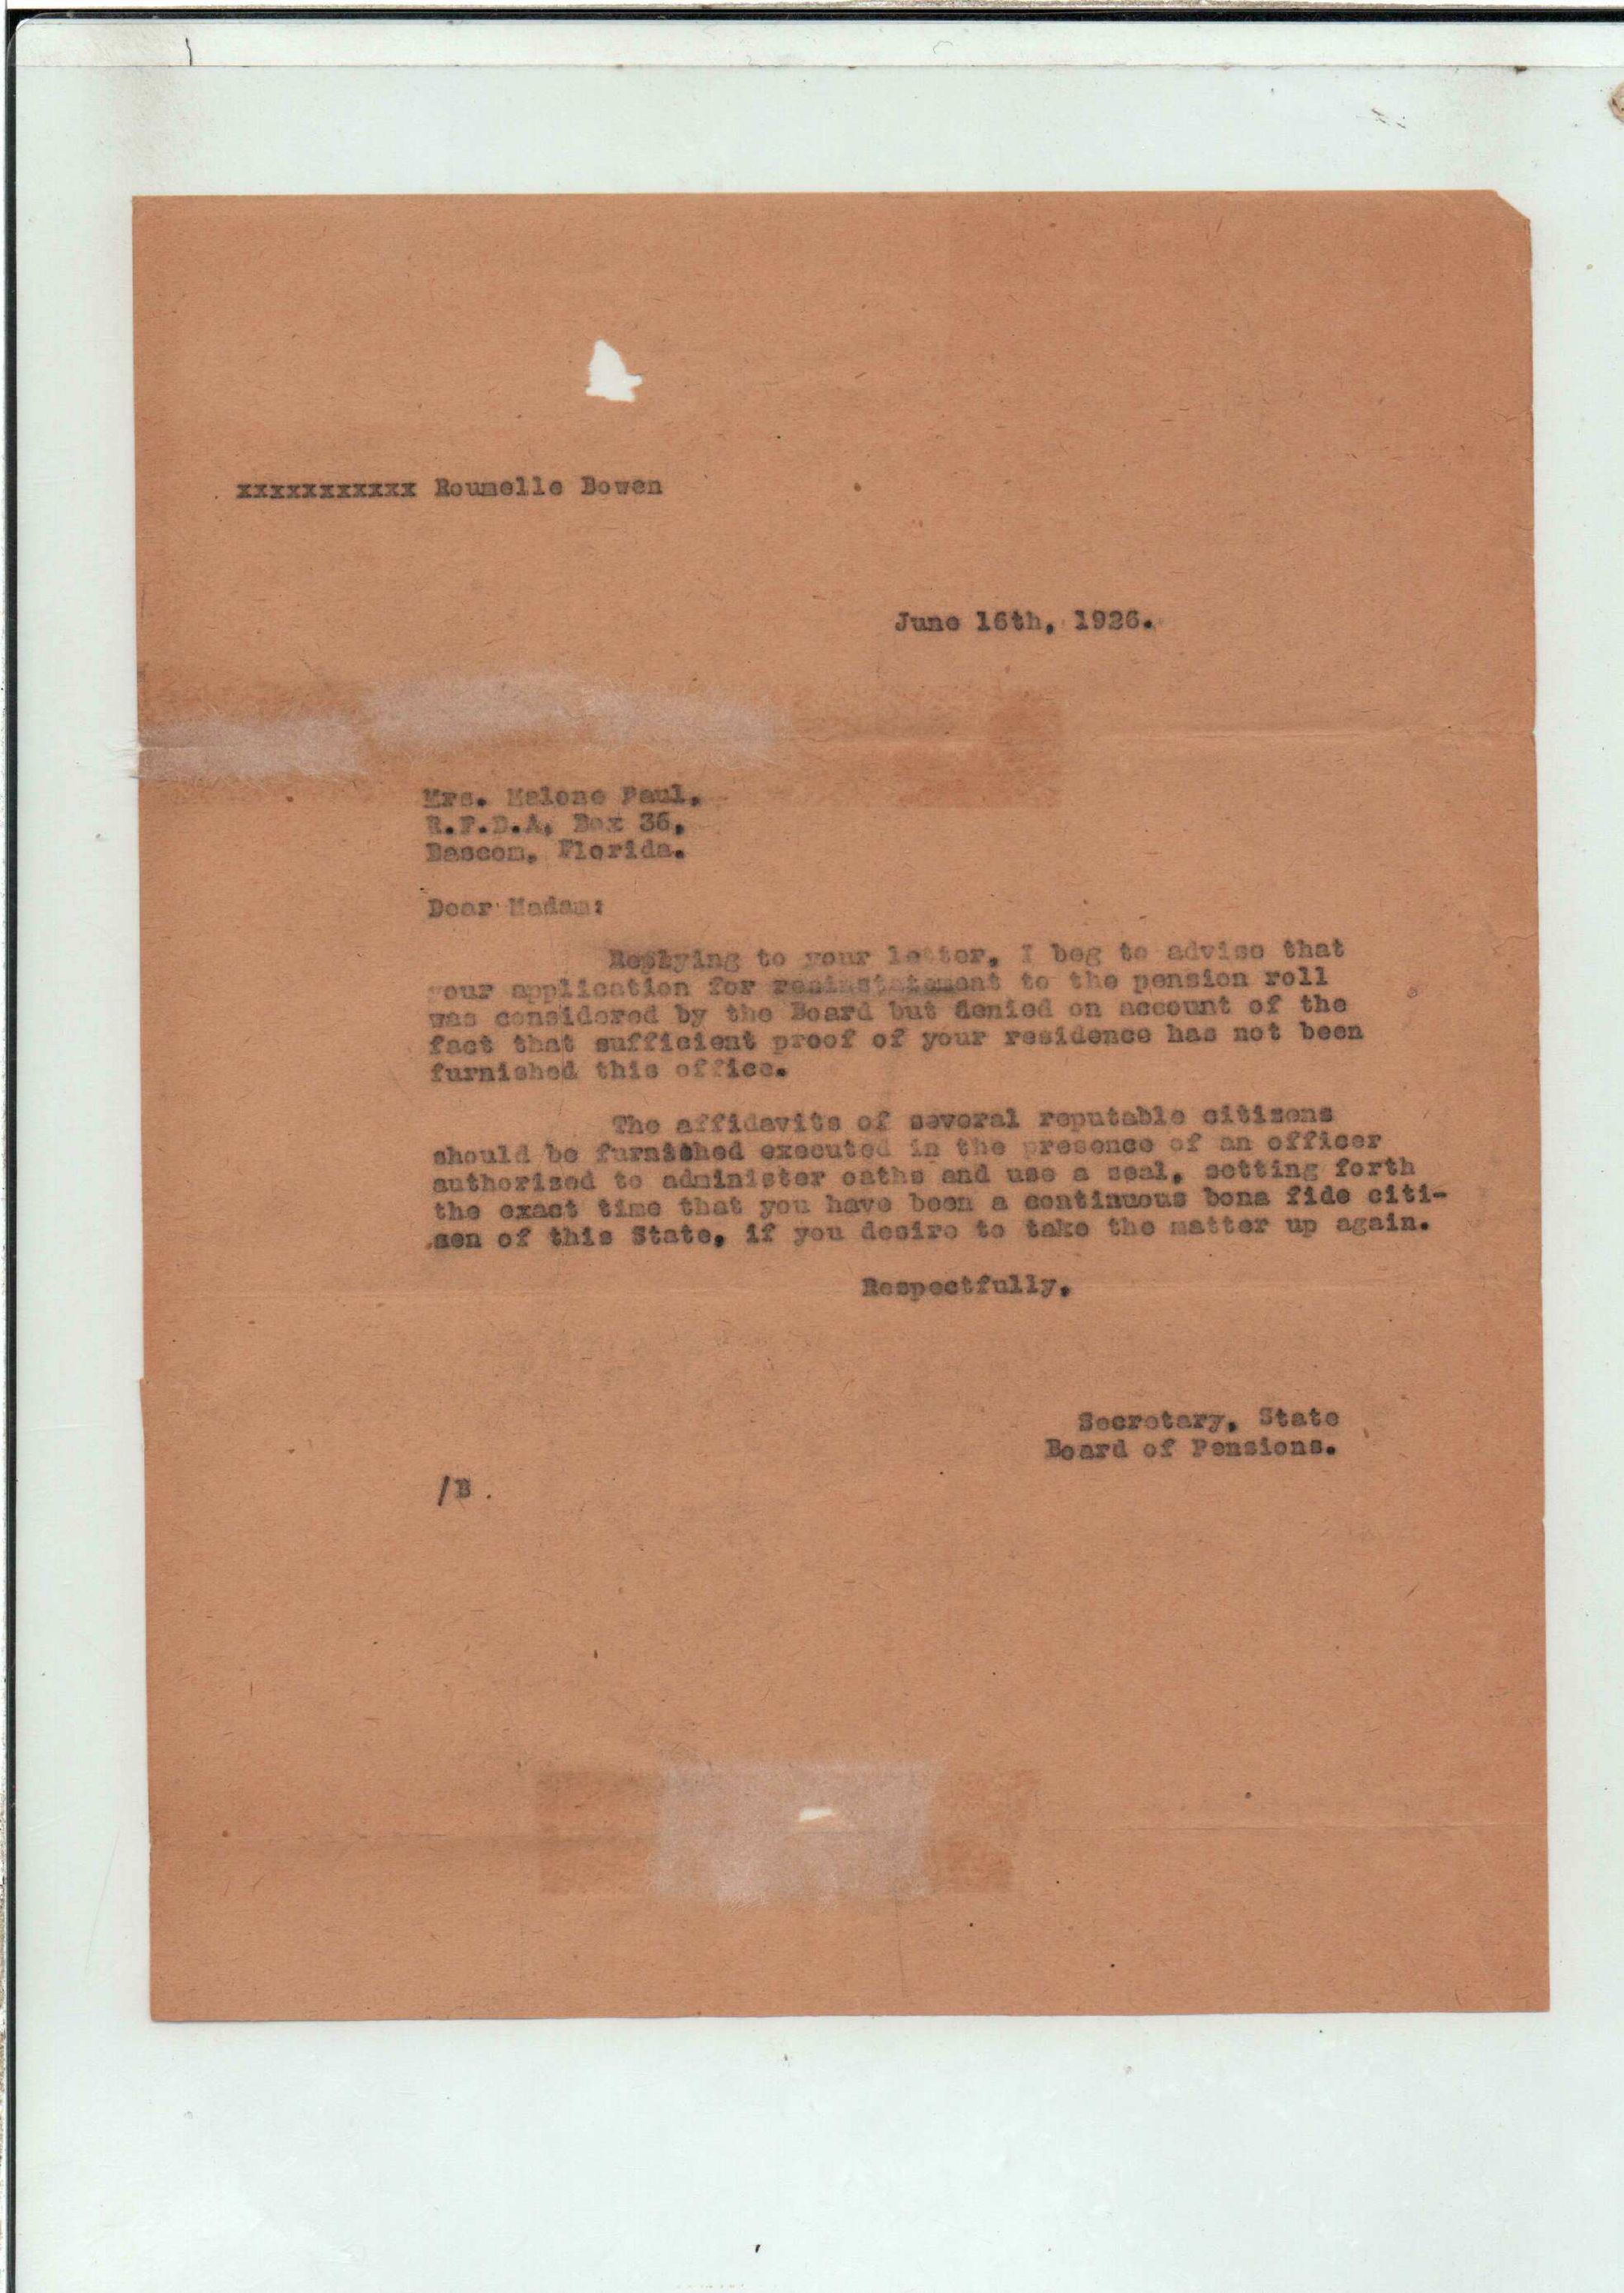 xxxxxxxxxxx Roumelle Bowen
June 16th, 1926.
Mrs. Malone Paul,
R.F.D.A, Box 36,
Bascom, Florida.
Dear Madam:
Replying to your letter, I beg to advise that
your application for reinstatement to the pension roll
was considered by the Board but denied on account of the
fact that sufficient proof of your residence has not been
furnished this office.
The affidavits of several reputable citizens
should be furnished executed in the presence of an officer
authorized to administer oaths and use a seal, setting forth
the exact time that you have been a continuous bona fide citi-
zen of this State, if you desire to take the matter up again.
Respectfully,
Secretary, State
Board of Pensions.
/B.